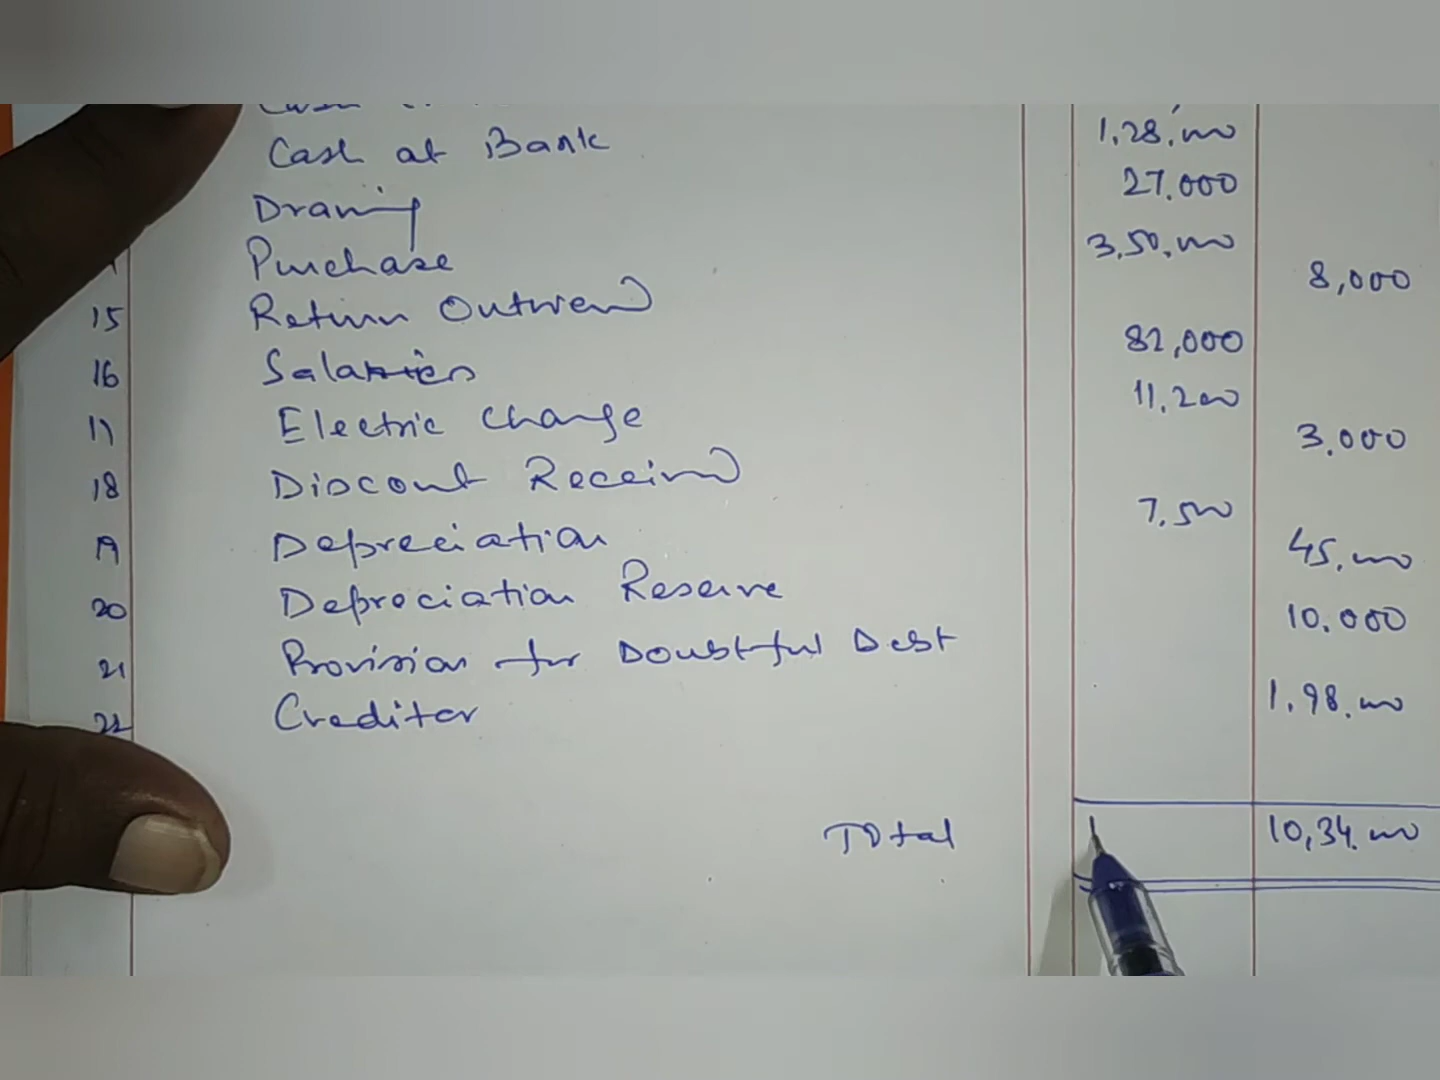 Cash at Bank 1,28,000
Drawing 27.000
Purchase 3,50,000
15 Return Outward 8,000
16 Salaries 82,000
17 Electric Charge 11,200
18 Discount Received 3.000
19 Depreciation 7,500
20 Depreciation Reserve 45,000
21 Provision for Doubtful Debt 10.000
22 Creditor 1,98,000
Total 10,34,000